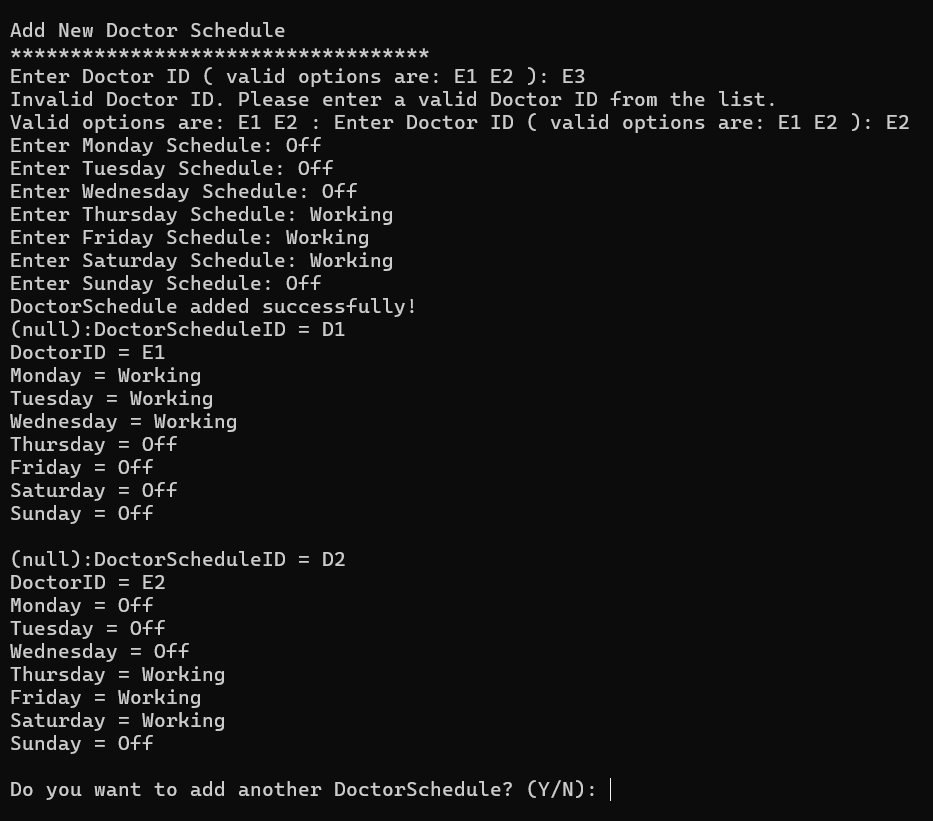 Add New Doctor Schedule
***********************************
Enter Doctor ID ( valid options are: E1 E2 ): E3
Invalid Doctor ID. Please enter a valid Doctor ID from the list.
Valid options are: E1 E2 : Enter Doctor ID ( valid options are: E1 E2 ): E2
Enter Monday Schedule: Off
Enter Tuesday Schedule: Off
Enter Wednesday Schedule: Off
Enter Thursday Schedule: Working
Enter Friday Schedule: Working
Enter Saturday Schedule: Working
Enter Sunday Schedule: Off
DoctorSchedule added successfully!
(null):DoctorScheduleID = D1
DoctorID = E1
Monday = Working
Tuesday = Working
Wednesday = Working
Thursday = Off
Friday = Off
Saturday = Off
Sunday = Off

(null):DoctorScheduleID = D2
DoctorID = E2
Monday = Off
Tuesday = Off
Wednesday = Off
Thursday = Working
Friday = Working
Saturday = Working
Sunday = Off

Do you want to add another DoctorSchedule? (Y/N):